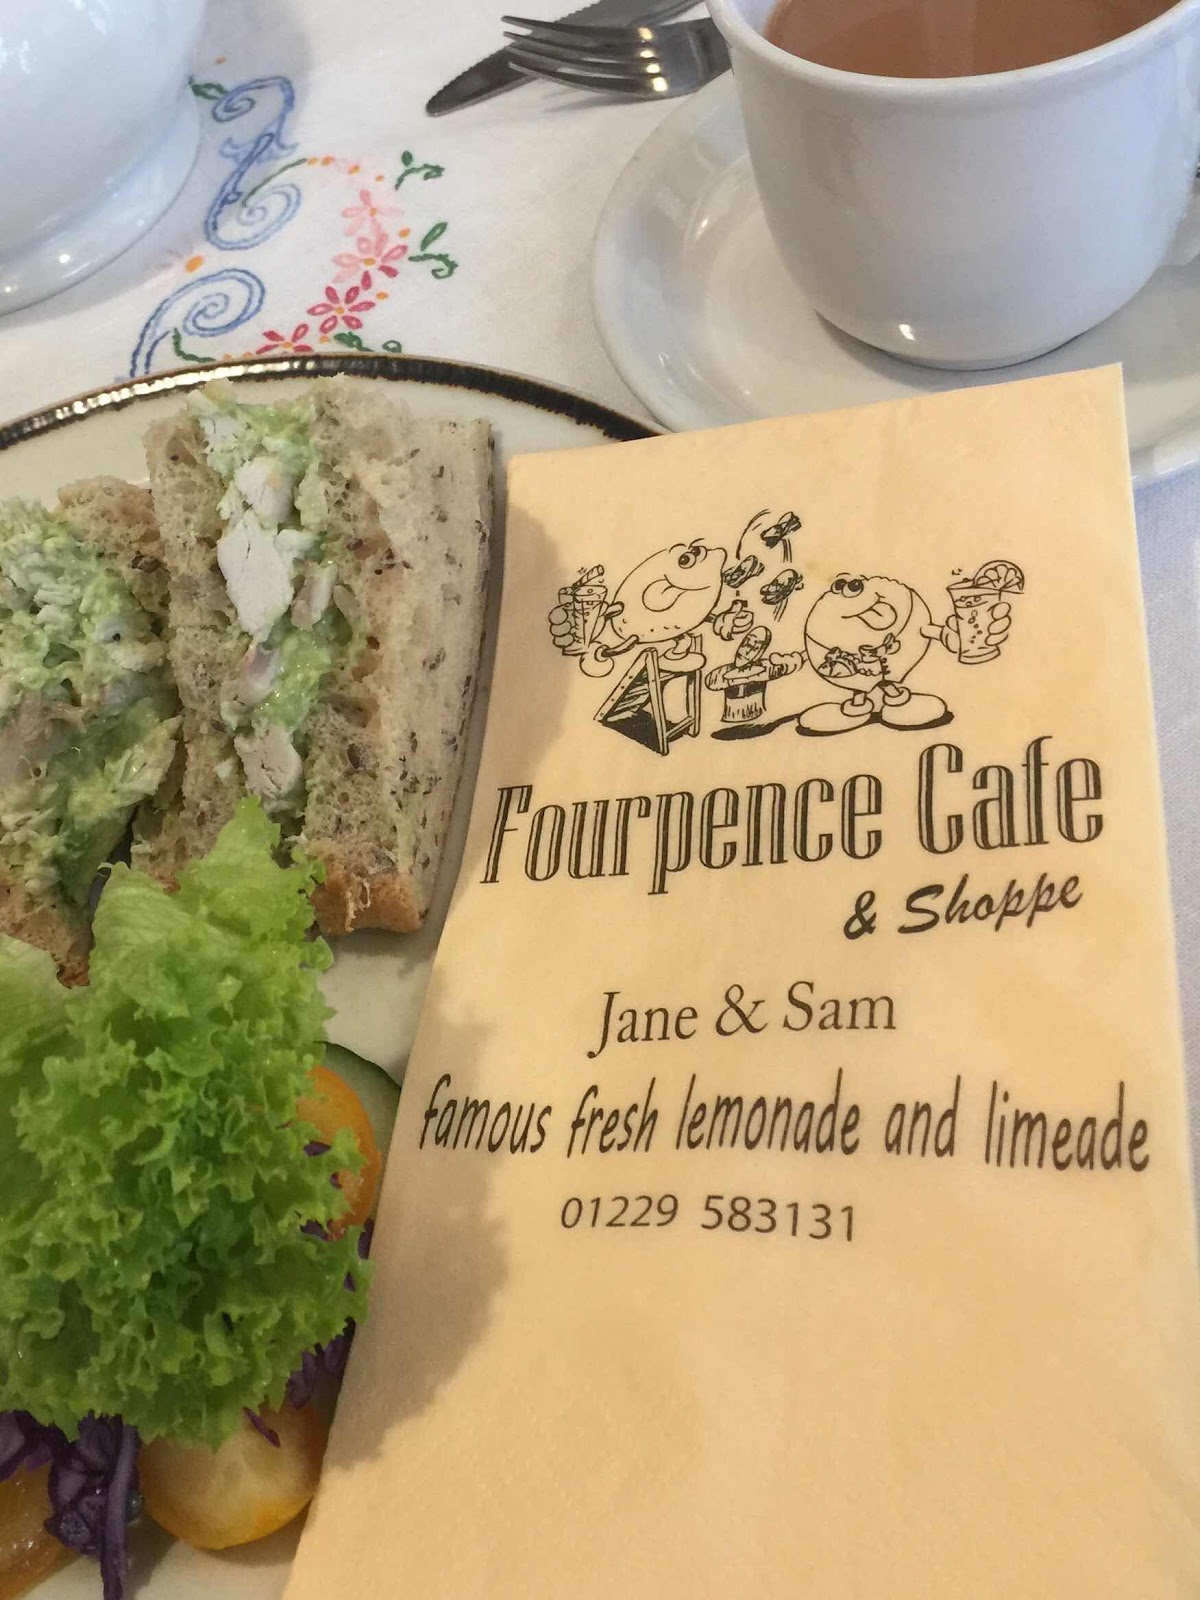 Fourpence Cafe
& Shoppe
Jane & Sam
famous fresh lemonade and limeade
01229 583131